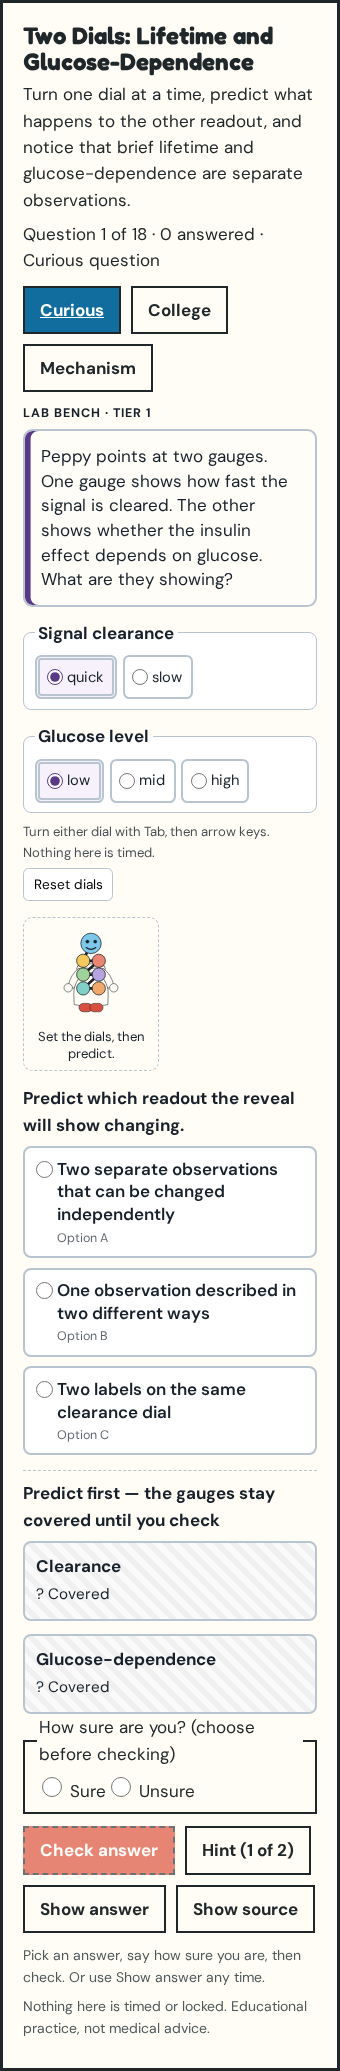 Two Dials: Lifetime and
Glucose-Dependence
Turn one dial at a time, predict what
happens to the other readout, and
notice that brief lifetime and
glucose-dependence are separate
observations.
Question 1 of 18 · 0 answered ·
Curious question
Curious
College
Mechanism
LAB BENCH · TIER 1
Peppy points at two gauges.
One gauge shows how fast the
signal is cleared. The other
shows whether the insulin
effect depends on glucose.
What are they showing?
Signal clearance
quick
slow
Glucose level
low
mid
high
Turn either dial with Tab, then arrow keys.
Nothing here is timed.
Reset dials
Set the dials, then
predict.
Predict which readout the reveal
will show changing.
Two separate observations
that can be changed
independently
Option A
One observation described in
two different ways
Option B
Two labels on the same
clearance dial
Option C
Predict first — the gauges stay
covered until you check
Clearance
? Covered
Glucose-dependence
? Covered
How sure are you? (choose
before checking)
Sure
Unsure
Check answer
Hint (1 of 2)
Show answer
Show source
Pick an answer, say how sure you are, then
check. Or use Show answer any time.
Nothing here is timed or locked. Educational
practice, not medical advice.